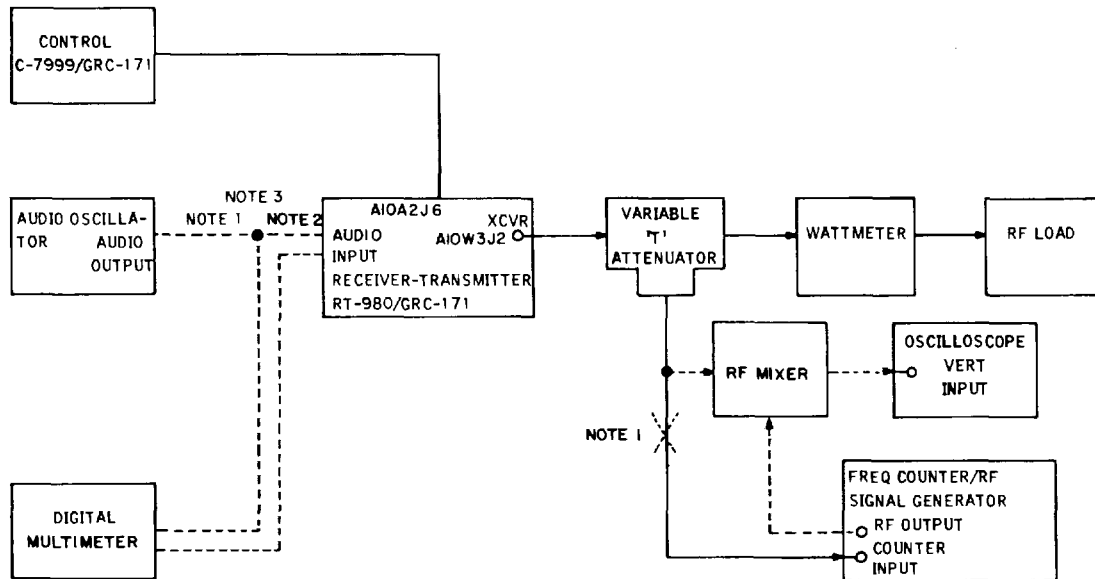 CONTROL
C-7999/GRC-171
AUDIO OSCILLA-
TOR AUDIO
OUTPUT
NOTE 3
NOTE 1 NOTE 2
A10A2J6
XCVR
A10W3J2
AUDIO
INPUT
RECEIVER-TRANSMITTER
RT-980/GRC-171
VARIABLE
'T'
ATTENUATOR
WATTMETER
RF LOAD
RF MIXER
OSCILLOSCOPE
VERT
INPUT
NOTE 1
DIGITAL
MULTIMETER
FREQ COUNTER/RF
SIGNAL GENERATOR
RF OUTPUT
COUNTER
INPUT